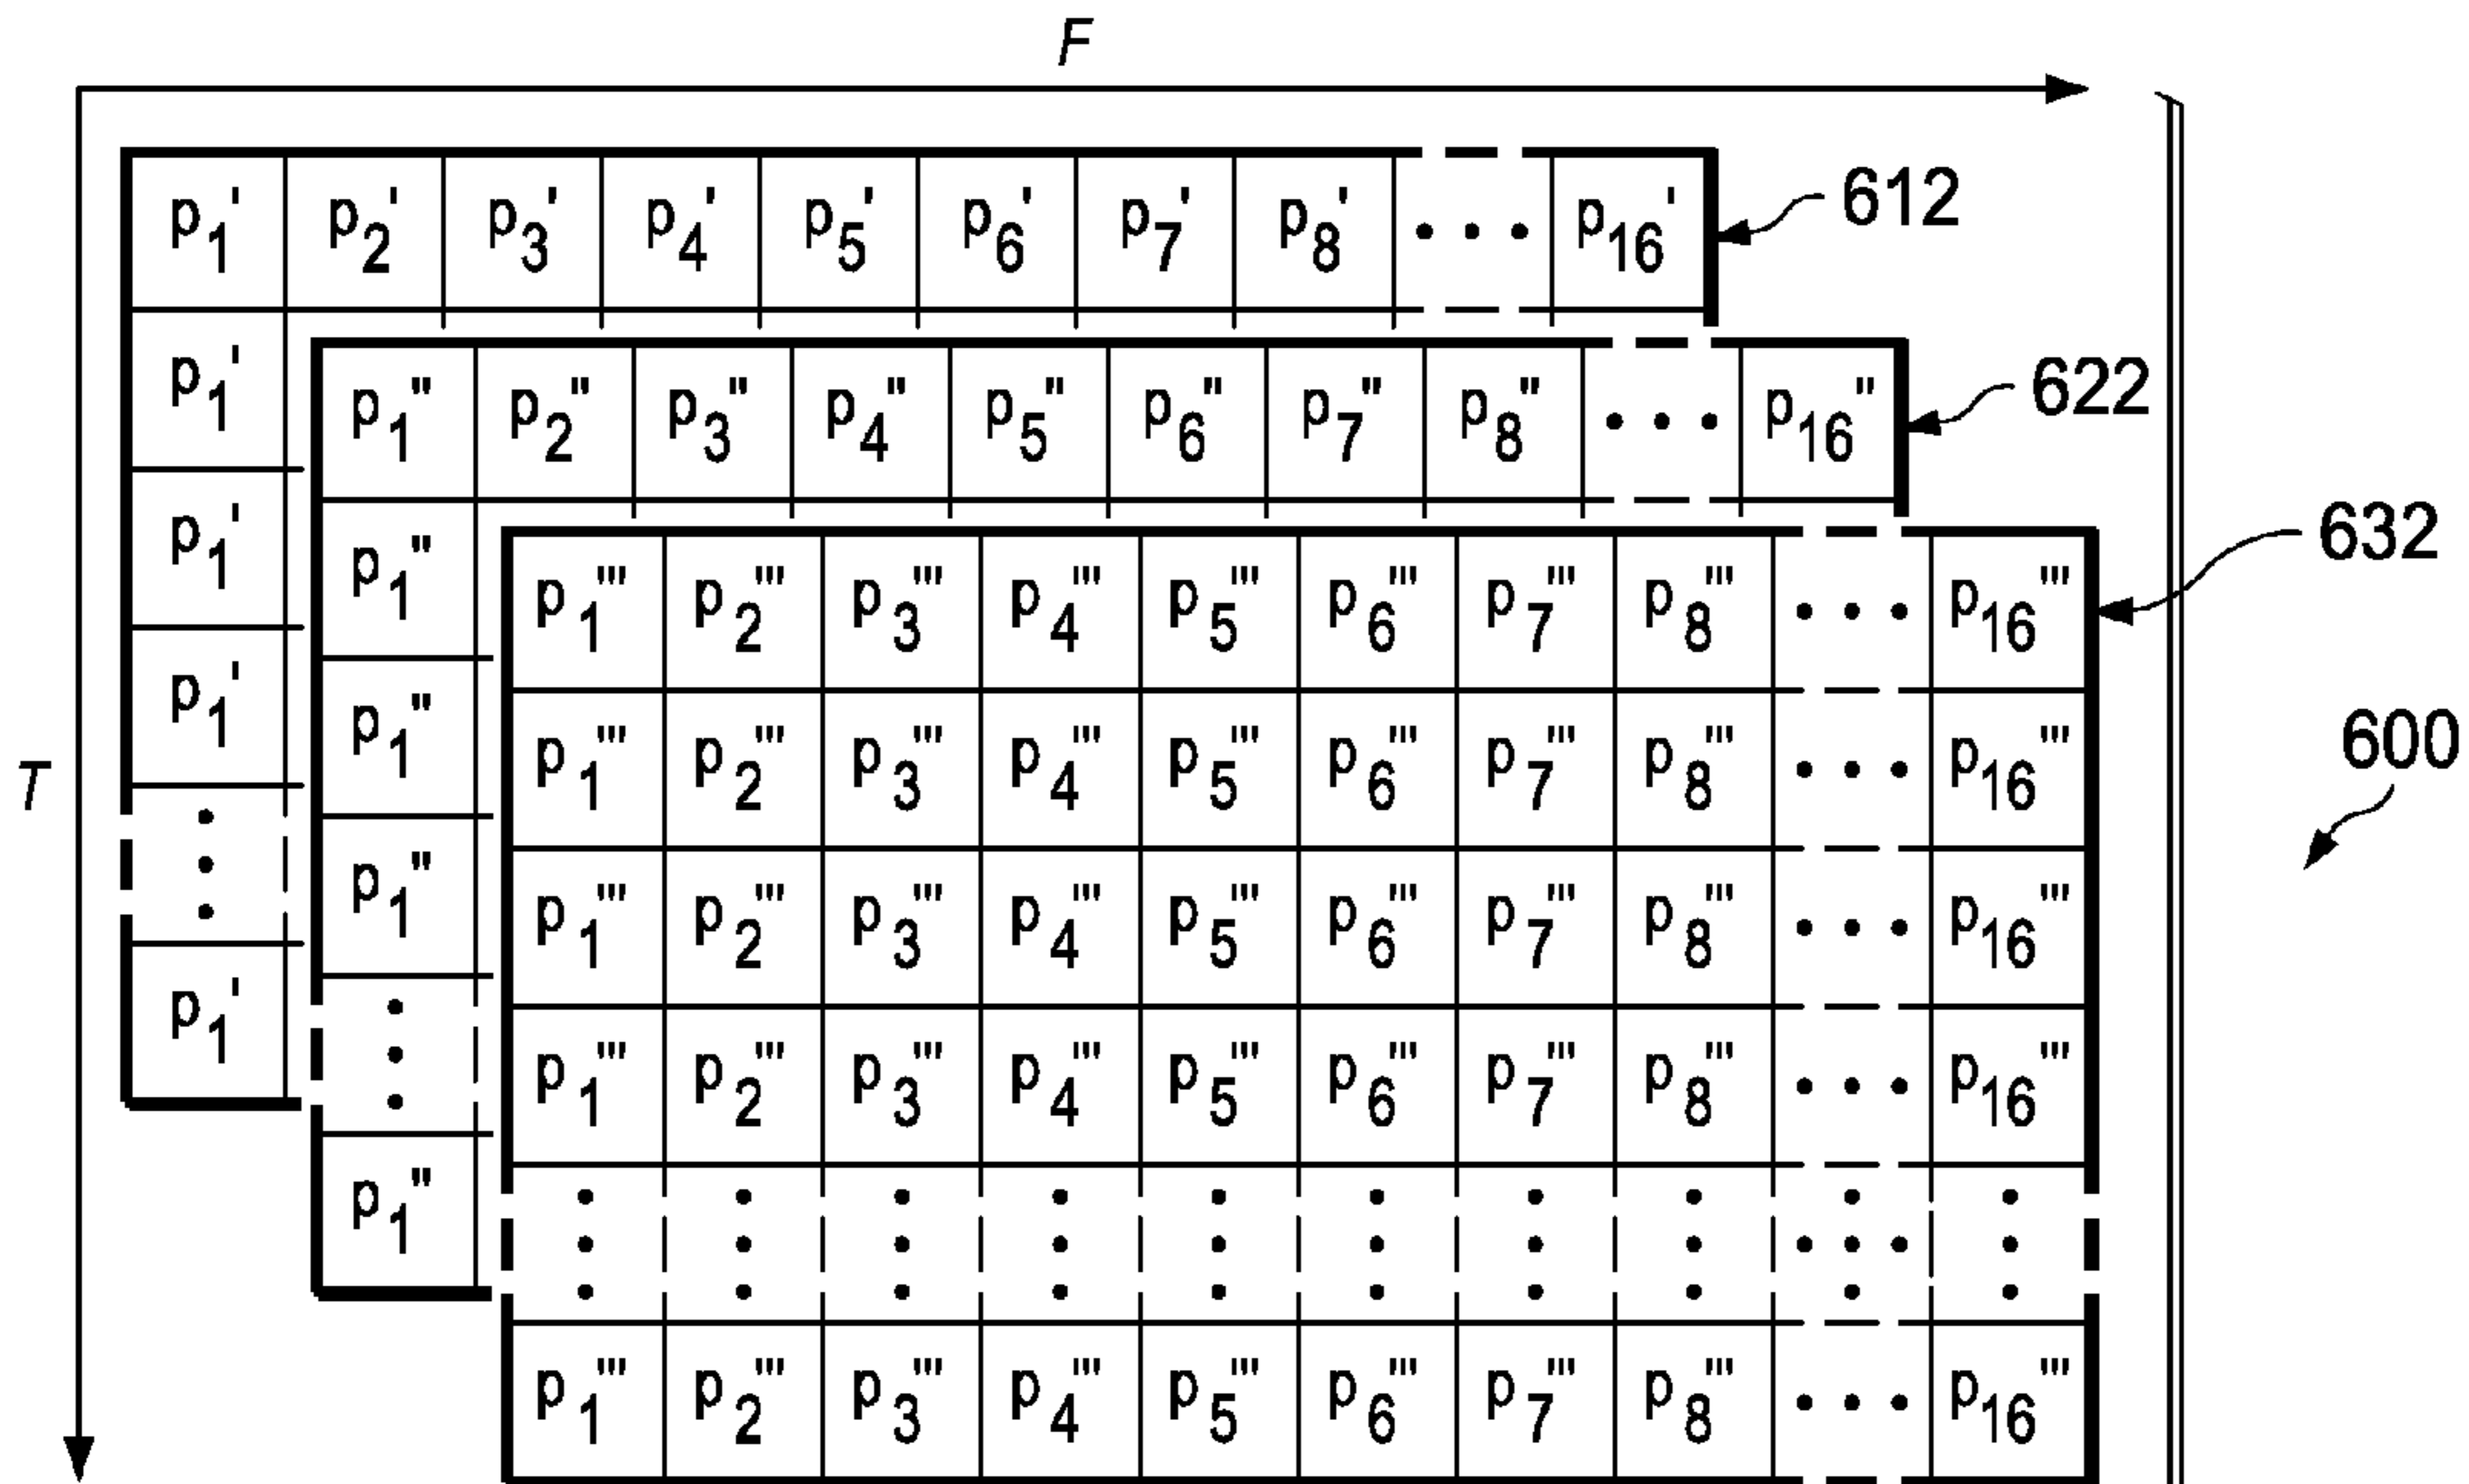 F
p₁' p₂' p₃' p₄' p₅' p₆' p₇' p₈' • • • p₁₆' 612
p₁'
p₁" p₂" p₃" p₄" p₅" p₆" p₇" p₈" • • • p₁₆" 622
p₁'
p₁"
632
p₁''' p₂''' p₃''' p₄''' p₅''' p₆''' p₇''' p₈''' • • • p₁₆'''
p₁'
p₁"
600
T
p₁''' p₂''' p₃''' p₄''' p₅''' p₆''' p₇''' p₈''' • • • p₁₆'''
p₁"
p₁''' p₂''' p₃''' p₄''' p₅''' p₆''' p₇''' p₈''' • • • p₁₆'''
p₁'
p₁''' p₂''' p₃''' p₄''' p₅''' p₆''' p₇''' p₈''' • • • p₁₆'''
p₁"
p₁''' p₂''' p₃''' p₄''' p₅''' p₆''' p₇''' p₈''' • • • p₁₆'''